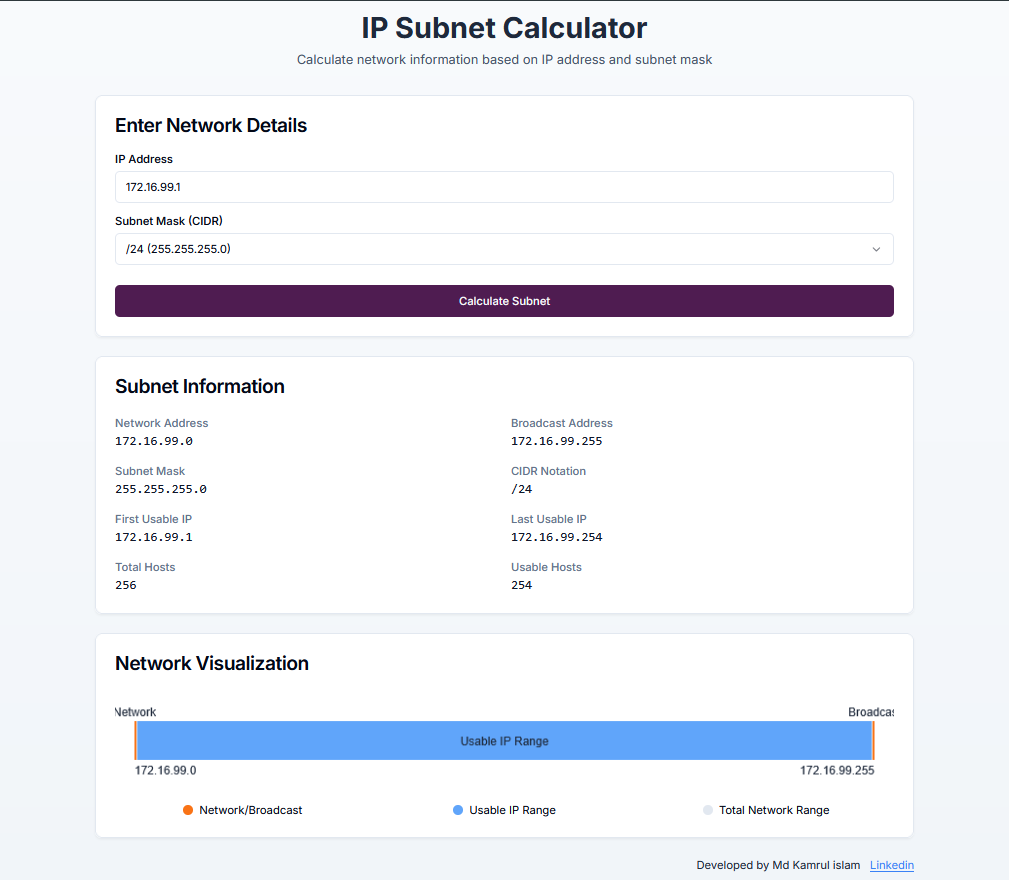 IP Subnet Calculator
Calculate network information based on IP address and subnet mask
Enter Network Details
IP Address
172.16.99.1
Subnet Mask (CIDR)
/24 (255.255.255.0)
Calculate Subnet
Subnet Information
Network Address
172.16.99.0
Broadcast Address
172.16.99.255
Subnet Mask
255.255.255.0
CIDR Notation
/24
First Usable IP
172.16.99.1
Last Usable IP
172.16.99.254
Total Hosts
256
Usable Hosts
254
Network Visualization
Network Broadcas
Usable IP Range
172.16.99.0 172.16.99.255
Network/Broadcast Usable IP Range Total Network Range
Developed by Md Kamrul islam Linkedin